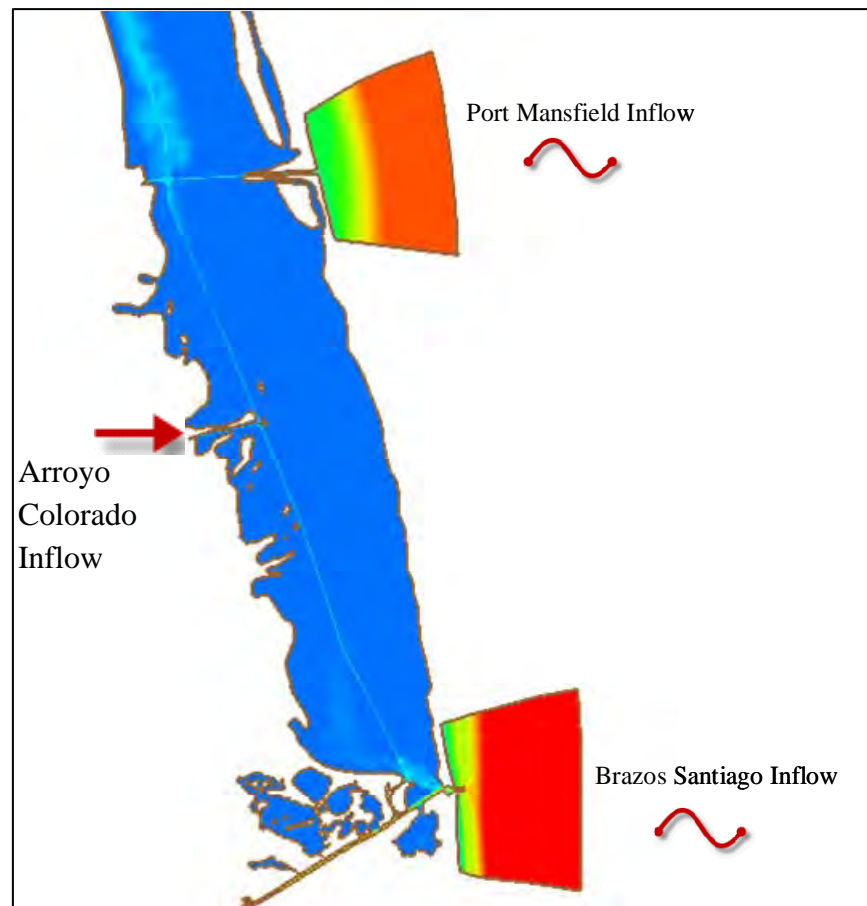 Port Mansfield Inflow
Arroyo
Colorado
Inflow
Brazos Santiago Inflow